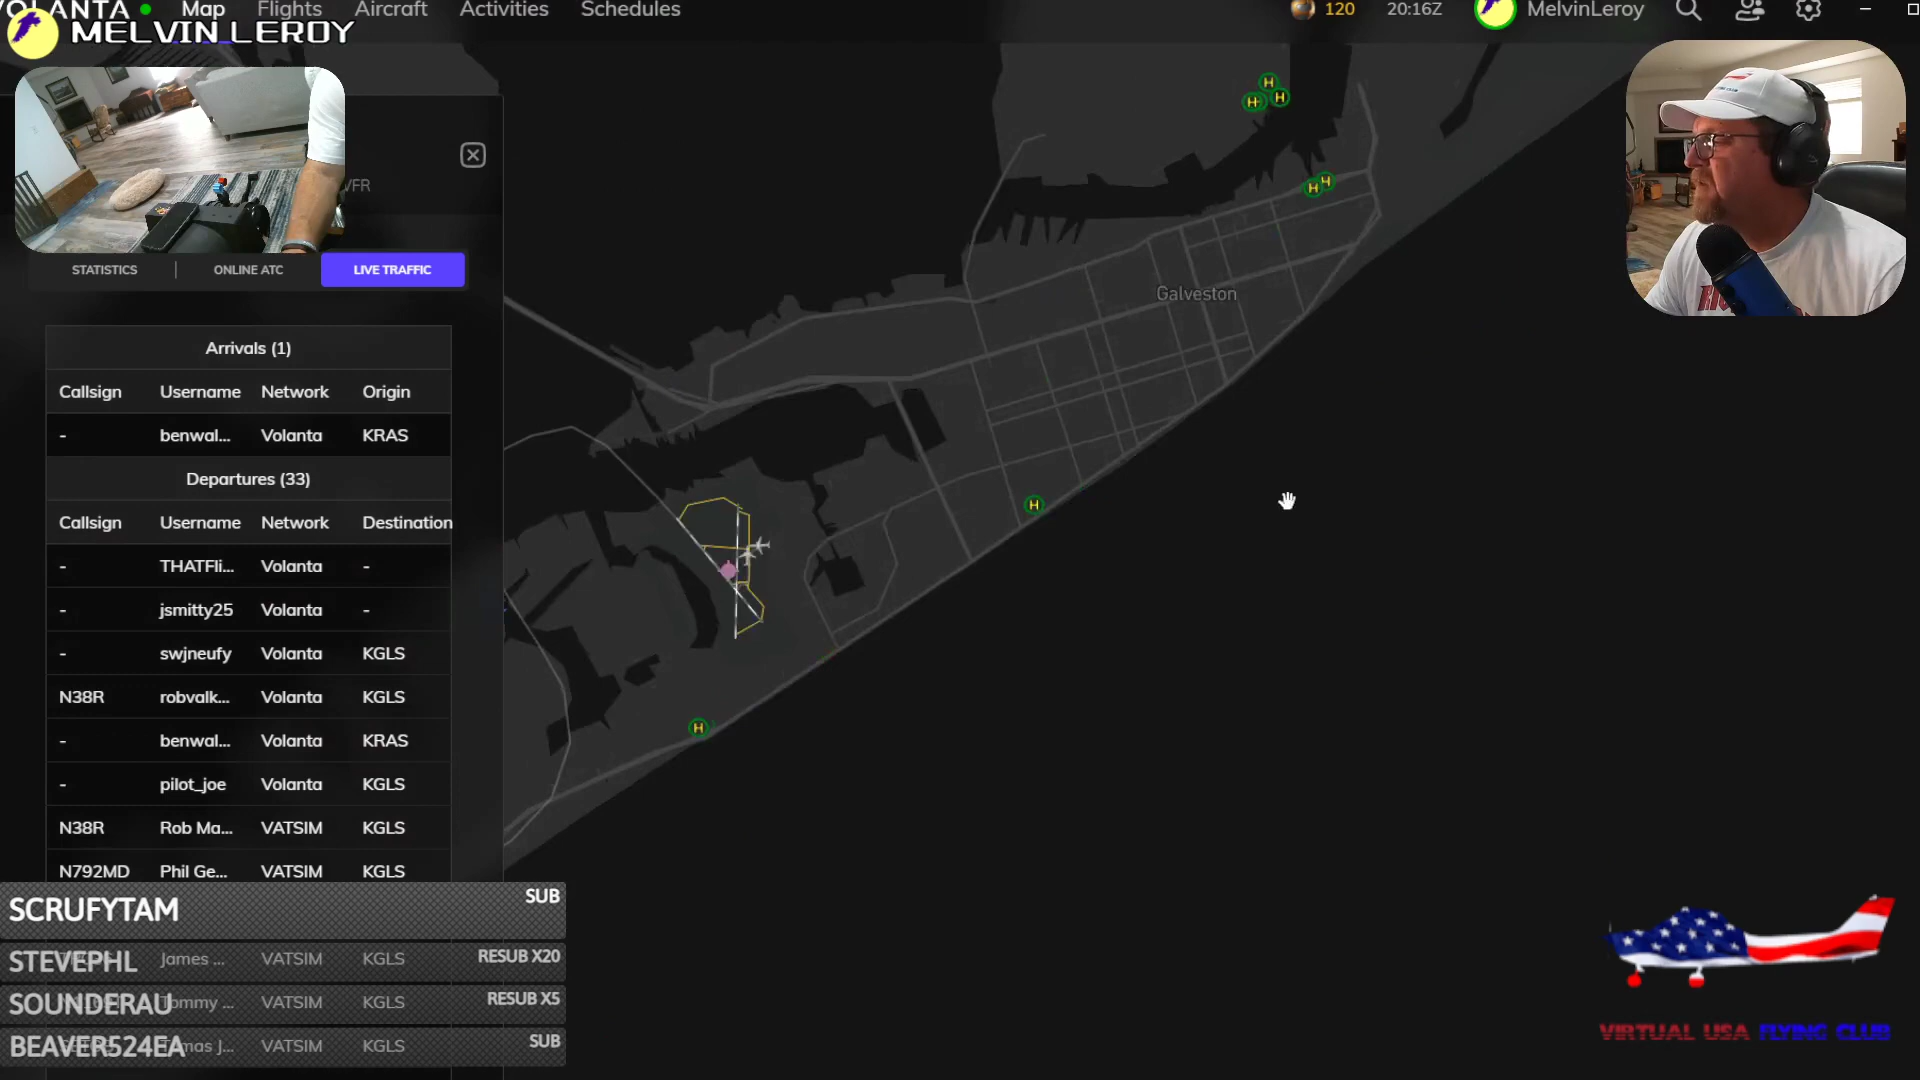 VOLANTA Map Flights Aircraft Activities Schedules 120 20:16Z MelvinLeroy
MELVIN LEROY
VFR
STATISTICS ONLINE ATC LIVE TRAFFIC
Arrivals (1)
Callsign Username Network Origin
- benwal... Volanta KRAS
Departures (33)
Callsign Username Network Destination
- THATFli... Volanta -
- jsmitty25 Volanta -
- swjneufy Volanta KGLS
N38R robvalk... Volanta KGLS
- benwal... Volanta KRAS
- pilot_joe Volanta KGLS
N38R Rob Ma... VATSIM KGLS
N792MD Phil Ge... VATSIM KGLS
SCRUFYTAM SUB
STEVEPHL James ... VATSIM KGLS RESUB X20
SOUNDERAU Tommy ... VATSIM KGLS RESUB X5
BEAVER524EA VATSIM KGLS SUB
Galveston
H
H
H
H
H
H
H
VIRTUAL USA FLYING CLUB